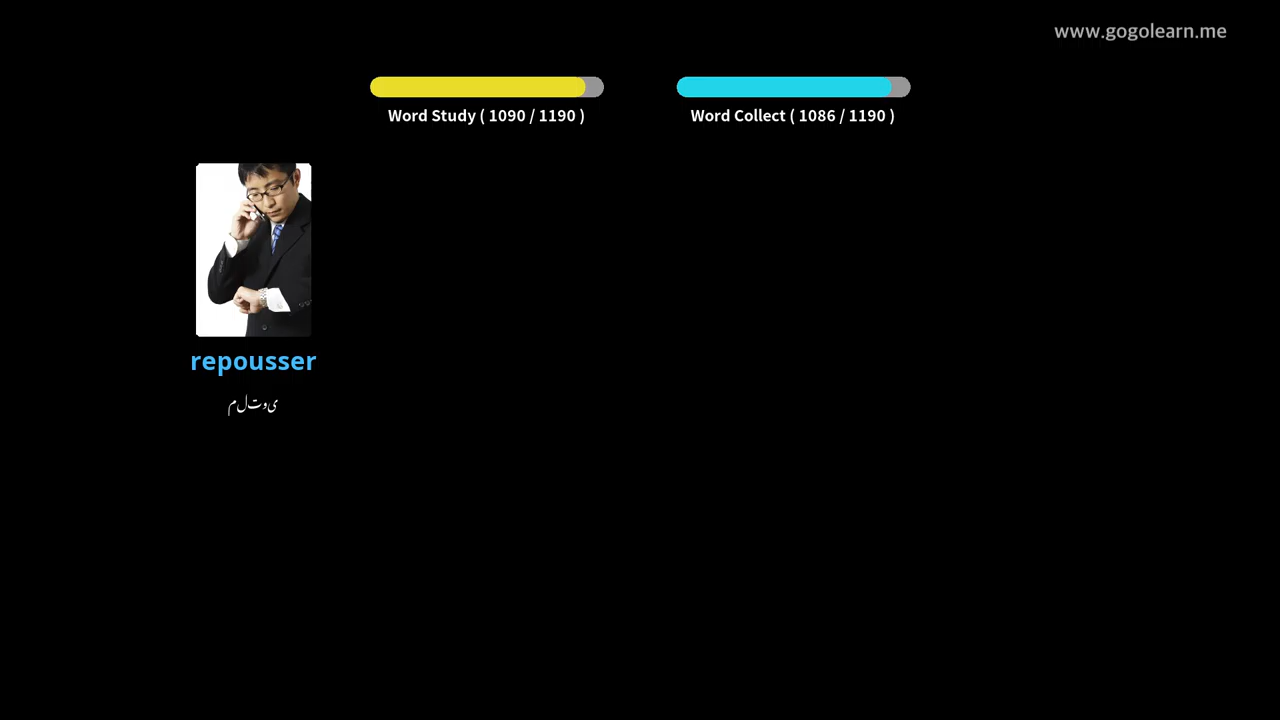 www.gogolearn.me
Word Study ( 1090 / 1190 )
Word Collect ( 1086 / 1190 )
repousser
ملتوی